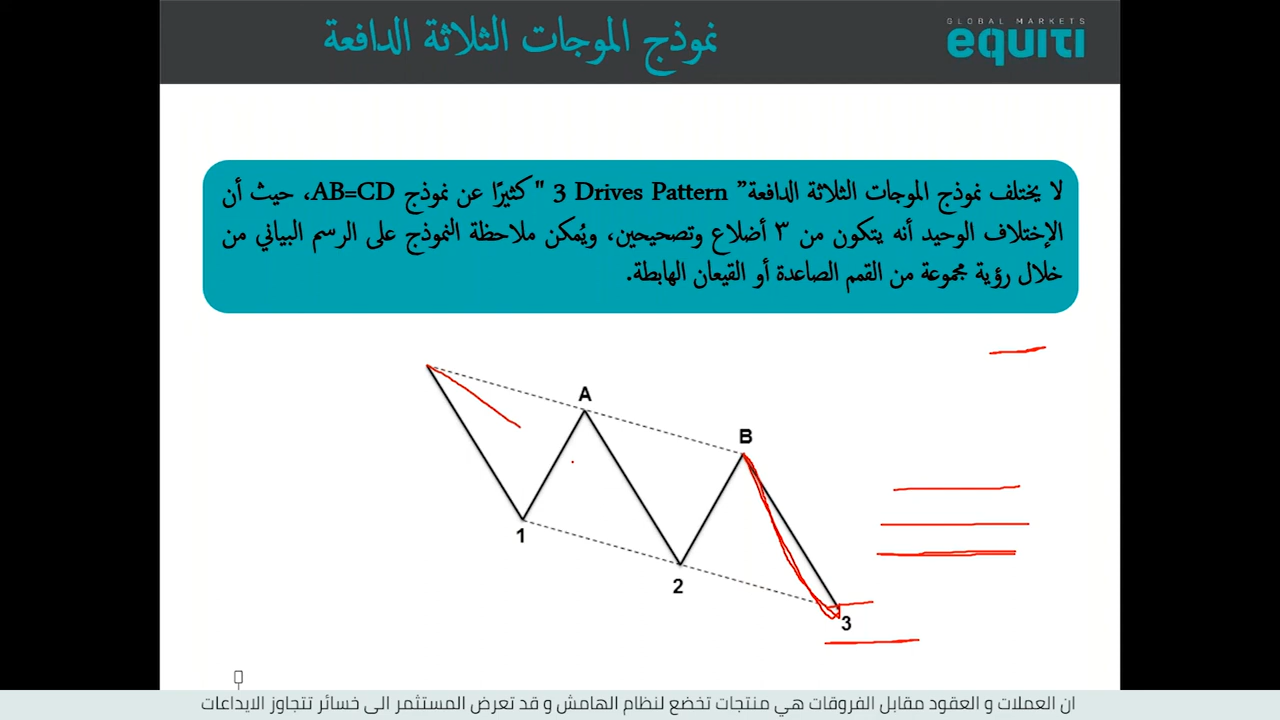 نموذج الموجات الثلاثة الدافعة
GLOBAL MARKETS
equiti
لا يختلف نموذج الموجات الثلاثة الدافعة" 3 Drives Pattern " كثيرًا عن نموذج AB=CD، حيث أن
الإختلاف الوحيد أنه يتكون من ٣ أضلاع وتصحيحين، ويُمكن ملاحظة النموذج على الرسم البياني من
خلال رؤية مجموعة من القمم الصاعدة أو القيعان الهابطة.
A
B
1
2
3
ان العملات و العقود مقابل الفروقات هي منتجات تخضع لنظام الهامش و قد تعرض المستثمر الى خسائر تتجاوز الايداعات